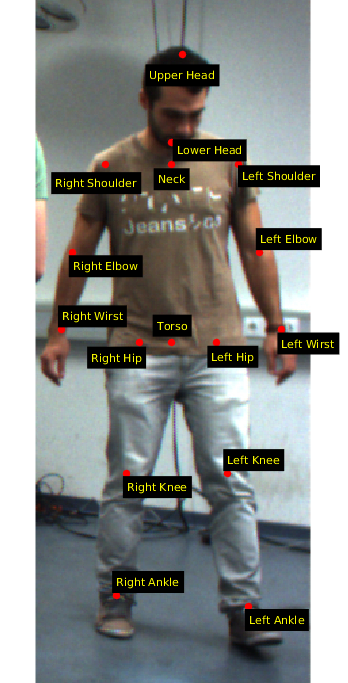 Upper Head
Lower Head
Right Shoulder
Neck
Left Shoulder
Left Elbow
Right Elbow
Right Wirst
Torso
Left Wirst
Right Hip
Left Hip
Left Knee
Right Knee
Right Ankle
Left Ankle